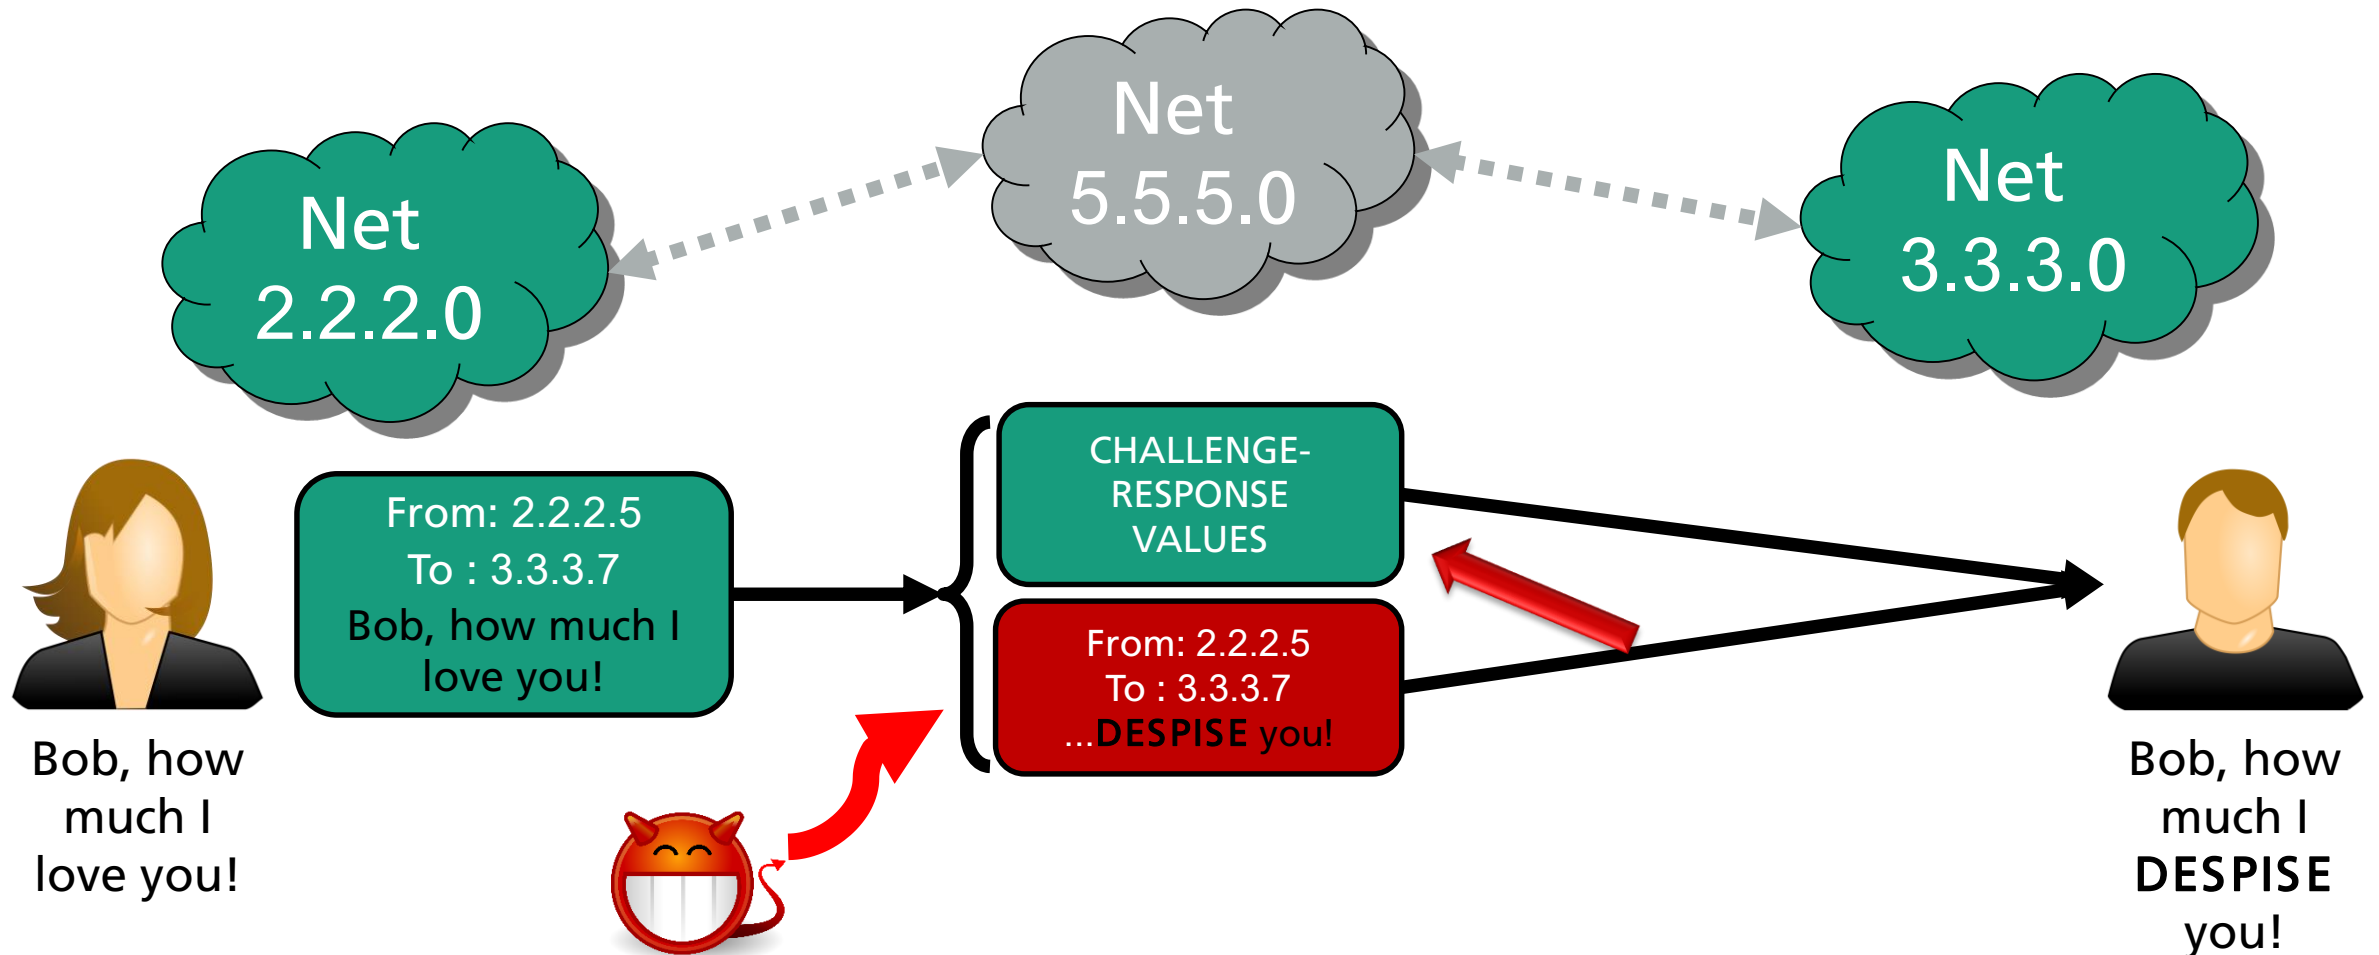 Net
2.2.2.0
Net
5.5.5.0
Net
3.3.3.0
From: 2.2.2.5
To : 3.3.3.7
Bob, how much I
love you!
CHALLENGE-
RESPONSE
VALUES
From: 2.2.2.5
To : 3.3.3.7
...DESPISE you!
Bob, how
much I
love you!
Bob, how
much I
DESPISE
you!